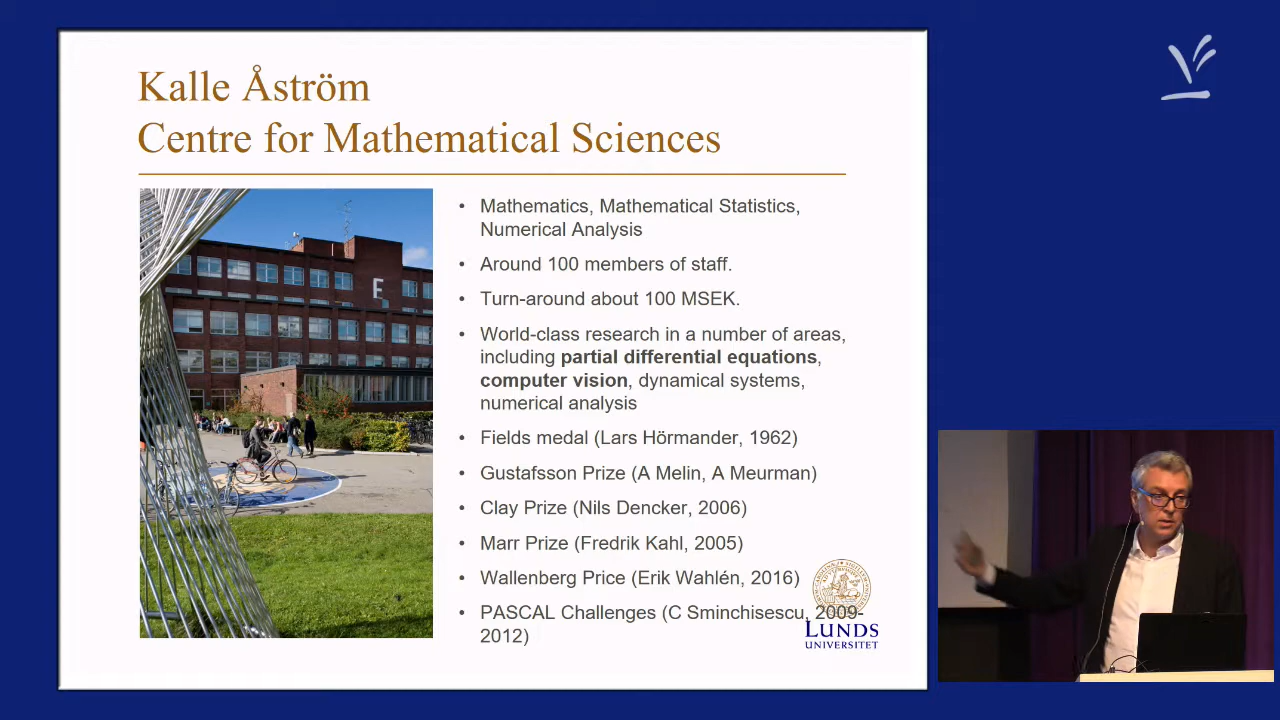 Kalle Åström
Centre for Mathematical Sciences
• Mathematics, Mathematical Statistics,
Numerical Analysis
• Around 100 members of staff.
• Turn-around about 100 MSEK.
• World-class research in a number of areas,
including partial differential equations,
computer vision, dynamical systems,
numerical analysis
• Fields medal (Lars Hörmander, 1962)
• Gustafsson Prize (A Melin, A Meurman)
• Clay Prize (Nils Dencker, 2006)
• Marr Prize (Fredrik Kahl, 2005)
• Wallenberg Price (Erik Wahlén, 2016)
• PASCAL Challenges (C Sminchisescu, 2009-
2012)
LUNDS
UNIVERSITET
E